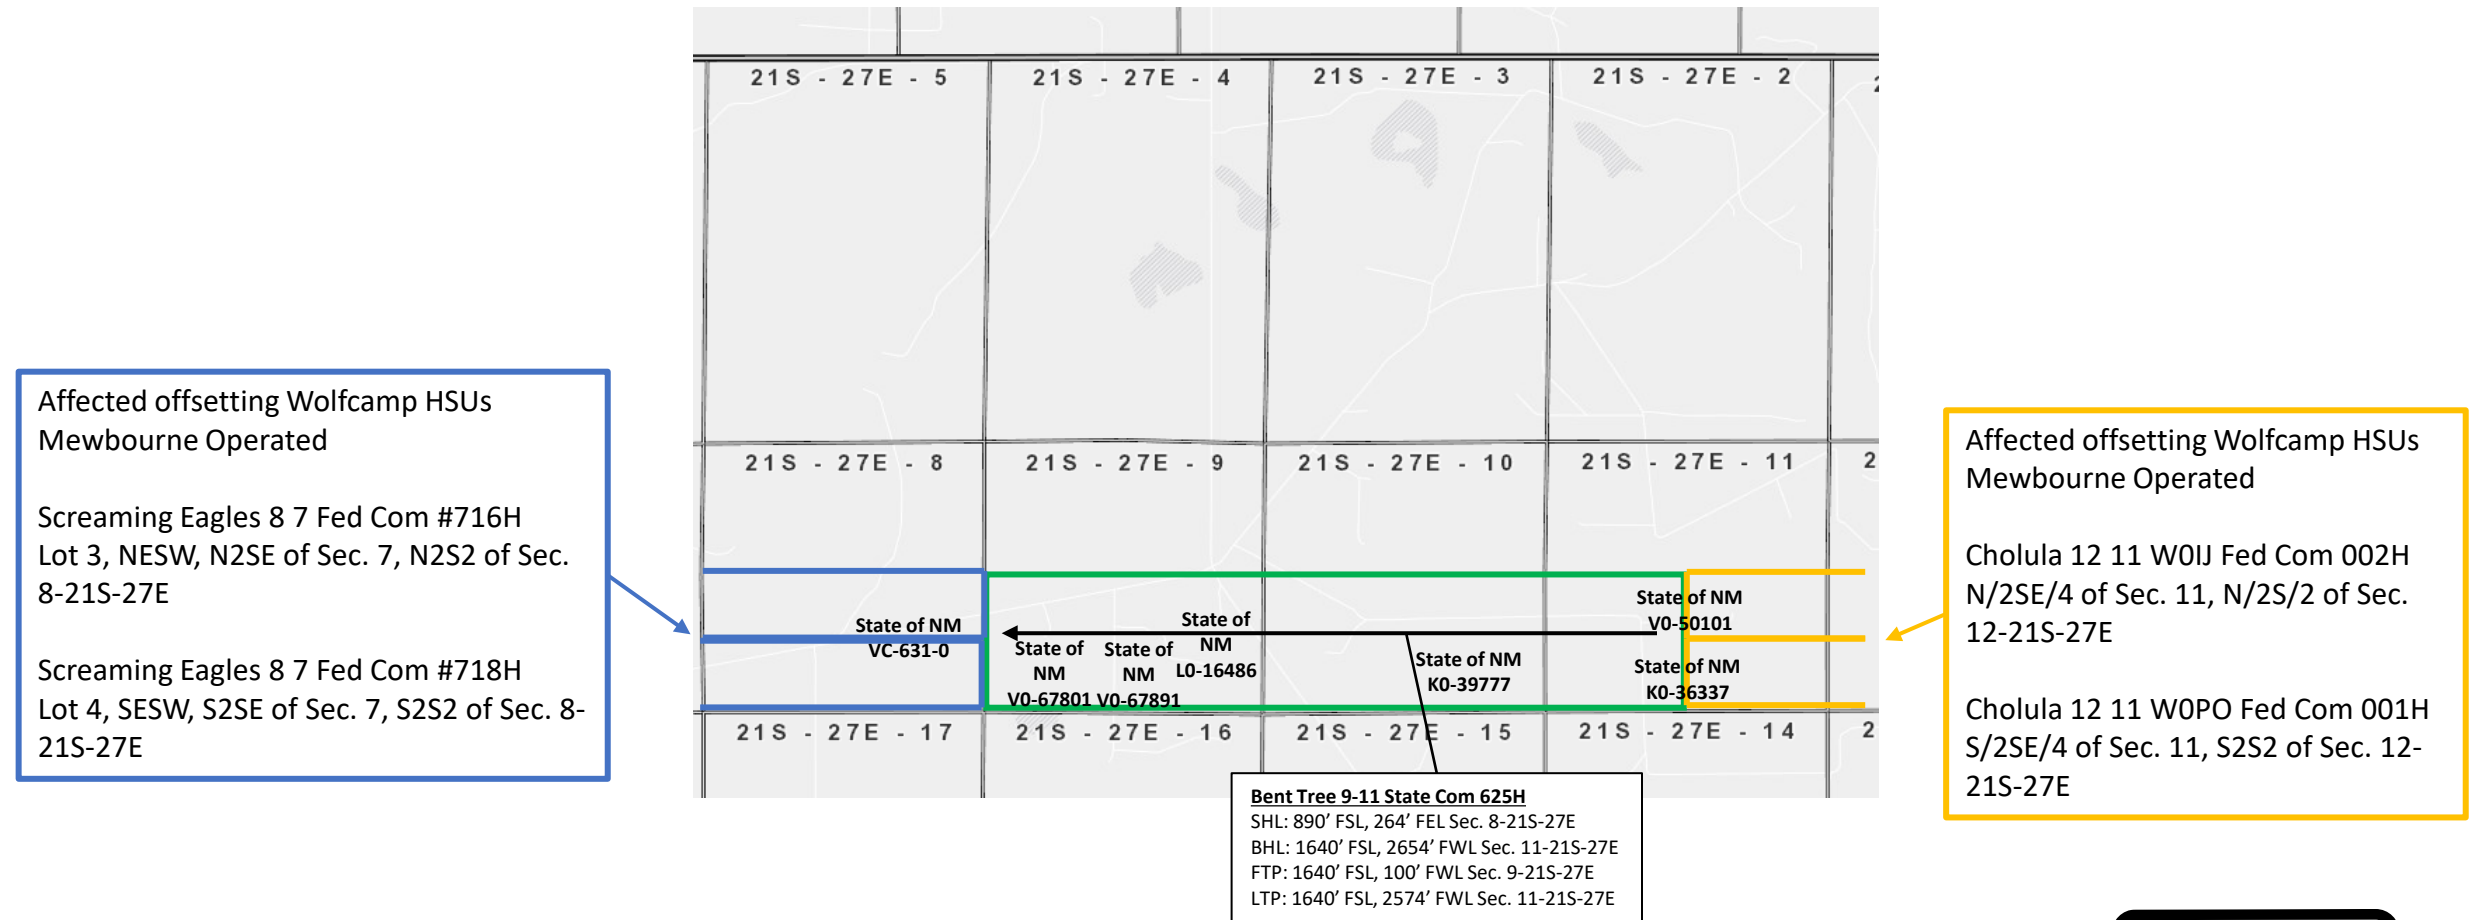 21S - 27E - 5
21S - 27E - 4
21S - 27E - 3
21S - 27E - 2
Affected offsetting Wolfcamp HSUs
Mewbourne Operated
Screaming Eagles 8 7 Fed Com #716H
Lot 3, NESW, N2SE of Sec. 7, N2S2 of Sec.
8-21S-27E
Screaming Eagles 8 7 Fed Com #718H
Lot 4, SESW, S2SE of Sec. 7, S2S2 of Sec. 8-
21S-27E
21S - 27E - 8
21S - 27E - 9
21S - 27E - 10
21S - 27E - 11
2
State of NM
VC-631-0
State of
NM
V0-67801
State of
NM
V0-67891
State of
NM
L0-16486
State of NM
K0-39777
State of NM
V0-50101
State of NM
K0-36337
21S - 27E - 17
21S - 27E - 16
21S - 27E - 15
21S - 27E - 14
2
Bent Tree 9-11 State Com 625H
SHL: 890’ FSL, 264’ FEL Sec. 8-21S-27E
BHL: 1640’ FSL, 2654’ FWL Sec. 11-21S-27E
FTP: 1640’ FSL, 100’ FWL Sec. 9-21S-27E
LTP: 1640’ FSL, 2574’ FWL Sec. 11-21S-27E
Affected offsetting Wolfcamp HSUs
Mewbourne Operated
Cholula 12 11 W0IJ Fed Com 002H
N/2SE/4 of Sec. 11, N/2S/2 of Sec.
12-21S-27E
Cholula 12 11 W0PO Fed Com 001H
S/2SE/4 of Sec. 11, S2S2 of Sec. 12-
21S-27E